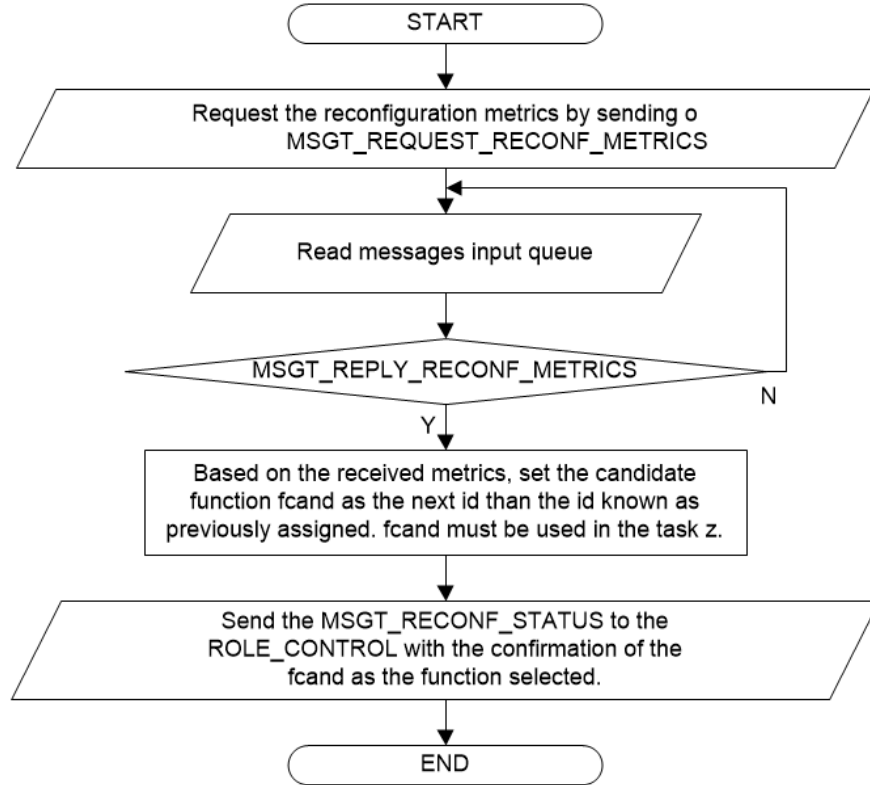 START
Request the reconfiguration metrics by sending o
MSGT_REQUEST_RECONF_METRICS
Read messages input queue
MSGT_REPLY_RECONF_METRICS
N
Y
Based on the received metrics, set the candidate
function fcand as the next id than the id known as
previously assigned. fcand must be used in the task z.
Send the MSGT_RECONF_STATUS to the
ROLE_CONTROL with the confirmation of the
fcand as the function selected.
END